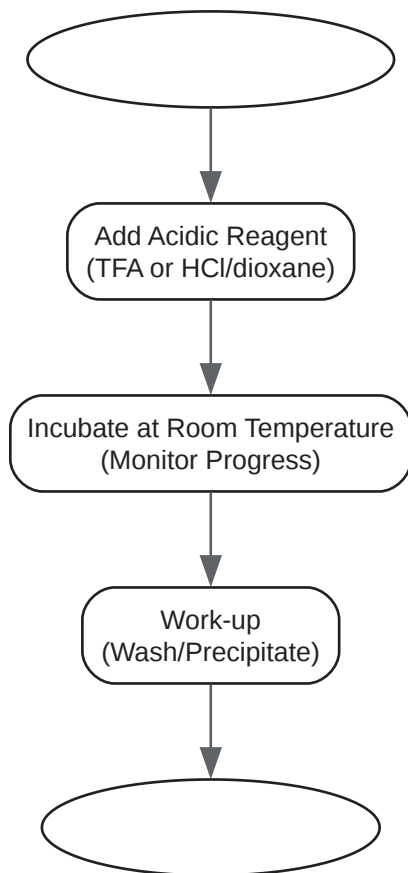 Add Acidic Reagent
(TFA or HCl/dioxane)
Incubate at Room Temperature
(Monitor Progress)
Work-up
(Wash/Precipitate)